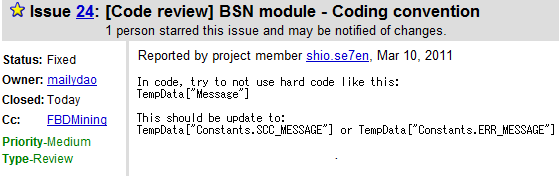 Issue 24: [Code review] BSN module - Coding convention
1 person starred this issue and may be notified of changes.
Status: Fixed
Owner: mailydao
Closed: Today
Cc: FBDMining
Priority-Medium
Type-Review
Reported by project member shio.se7en, Mar 10, 2011
In code, try to not use hard code like this:
TempData["Message"]
This should be update to:
TempData["Constants.SCC_MESSAGE"] or TempData["Constants.ERR_MESSAGE"]